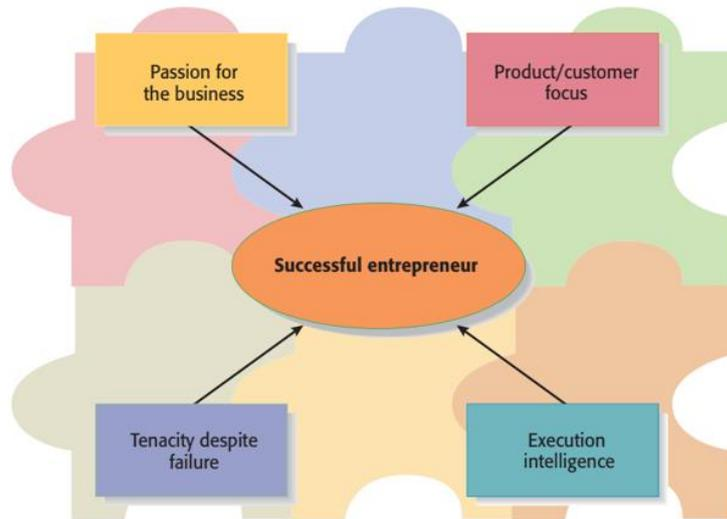 Passion for
the business
Product/customer
focus
Successful entrepreneur
Tenacity despite
failure
Execution
intelligence